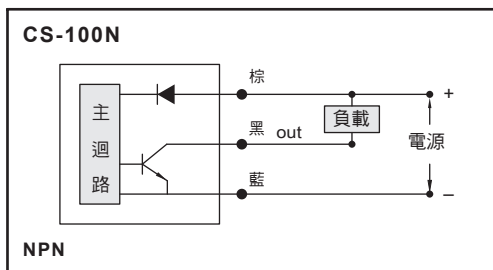 CS-100N
棕
+
主
迴
路
負載
黑 out
電源
藍
–
NPN